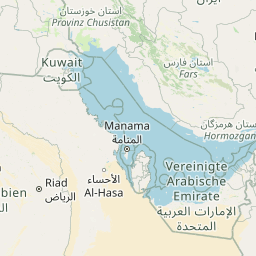 استان خوزستان
Provinz Chusistan
ایران
Kuwait
الكويت
استان فارس
Fars
Manama
المنامة
استان هرمزگان
Hormozgan
Vereinigte
Arabische
Emirate
الإمارات العربية
المتحدة
الأحساء
Al-Hasa
Riad
الرياض
bien